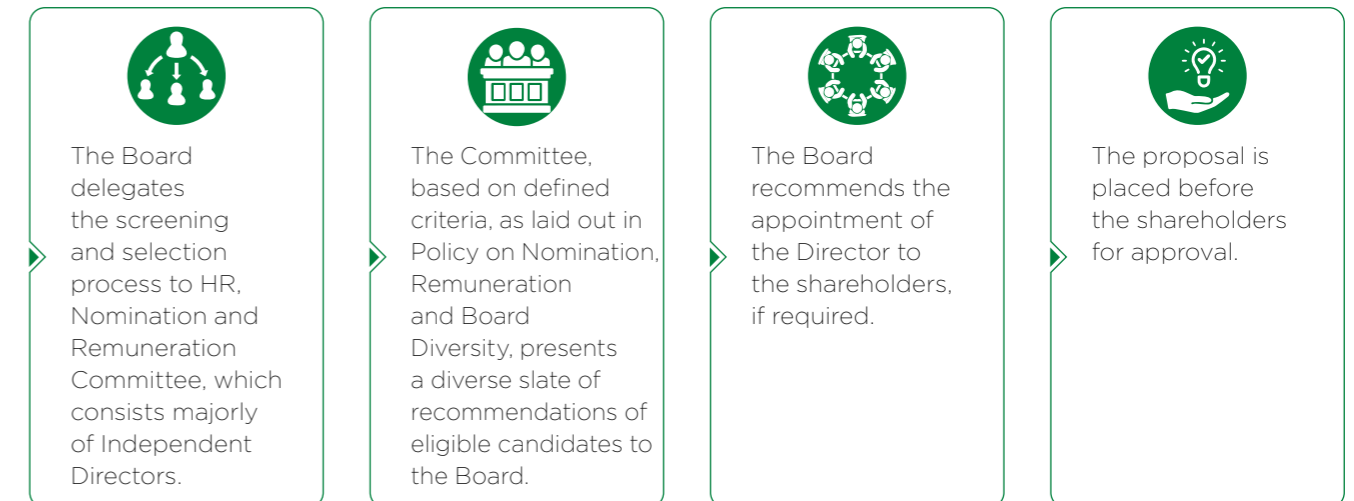 The Board
delegates
the screening
and selection
process to HR,
Nomination and
Remuneration
Committee, which
consists majorly
of Independent
Directors.
The Committee,
based on defined
criteria, as laid out in
Policy on Nomination,
Remuneration
and Board
Diversity, presents
a diverse slate of
recommendations of
eligible candidates to
the Board.
The Board
recommends the
appointment of
the Director to
the shareholders,
if required.
The proposal is
placed before
the shareholders
for approval.